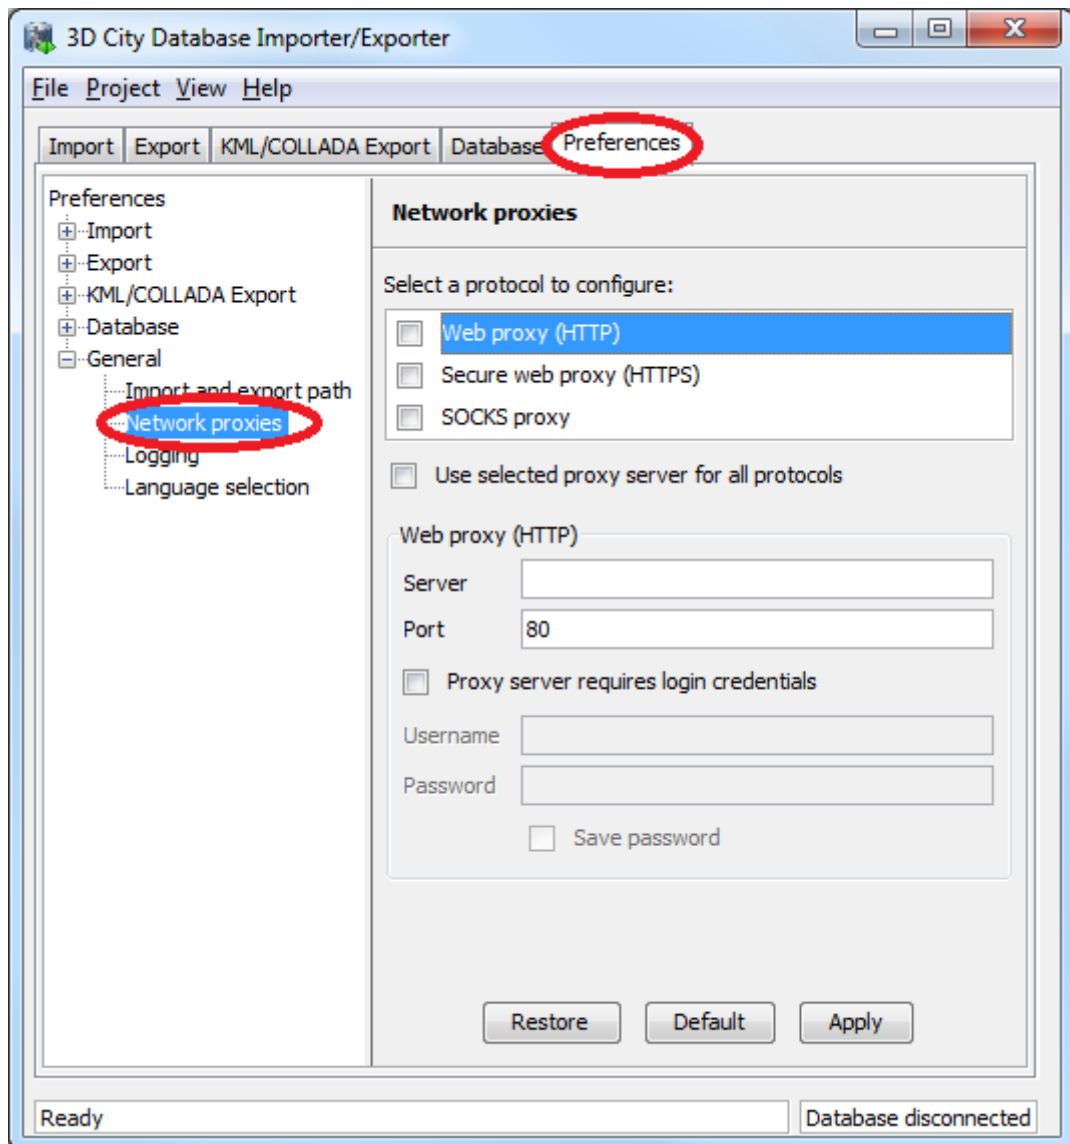 3D City Database Importer/Exporter
File Project View Help
Import Export KML/COLLADA Export Database Preferences
Preferences
Import
Export
KML/COLLADA Export
Database
General
Import and export path
Network proxies
Logging
Language selection
Network proxies
Select a protocol to configure:
Web proxy (HTTP)
Secure web proxy (HTTPS)
SOCKS proxy
Use selected proxy server for all protocols
Web proxy (HTTP)
Server
Port 80
Proxy server requires login credentials
Username
Password
Save password
Restore Default Apply
Ready Database disconnected